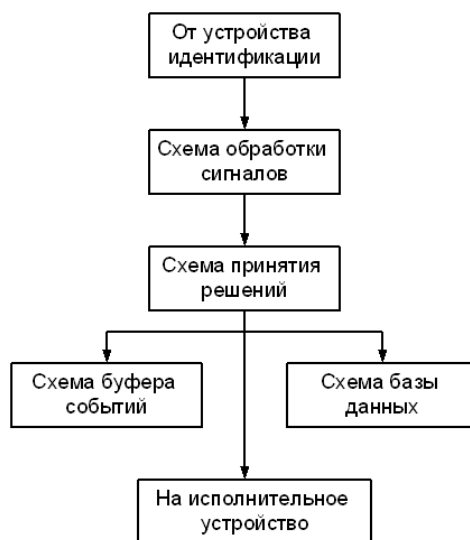 От устройства
идентификации
Схема обработки
сигналов
Схема принятия
решений
Схема буфера
событий
Схема базы
данных
На исполнительное
устройство